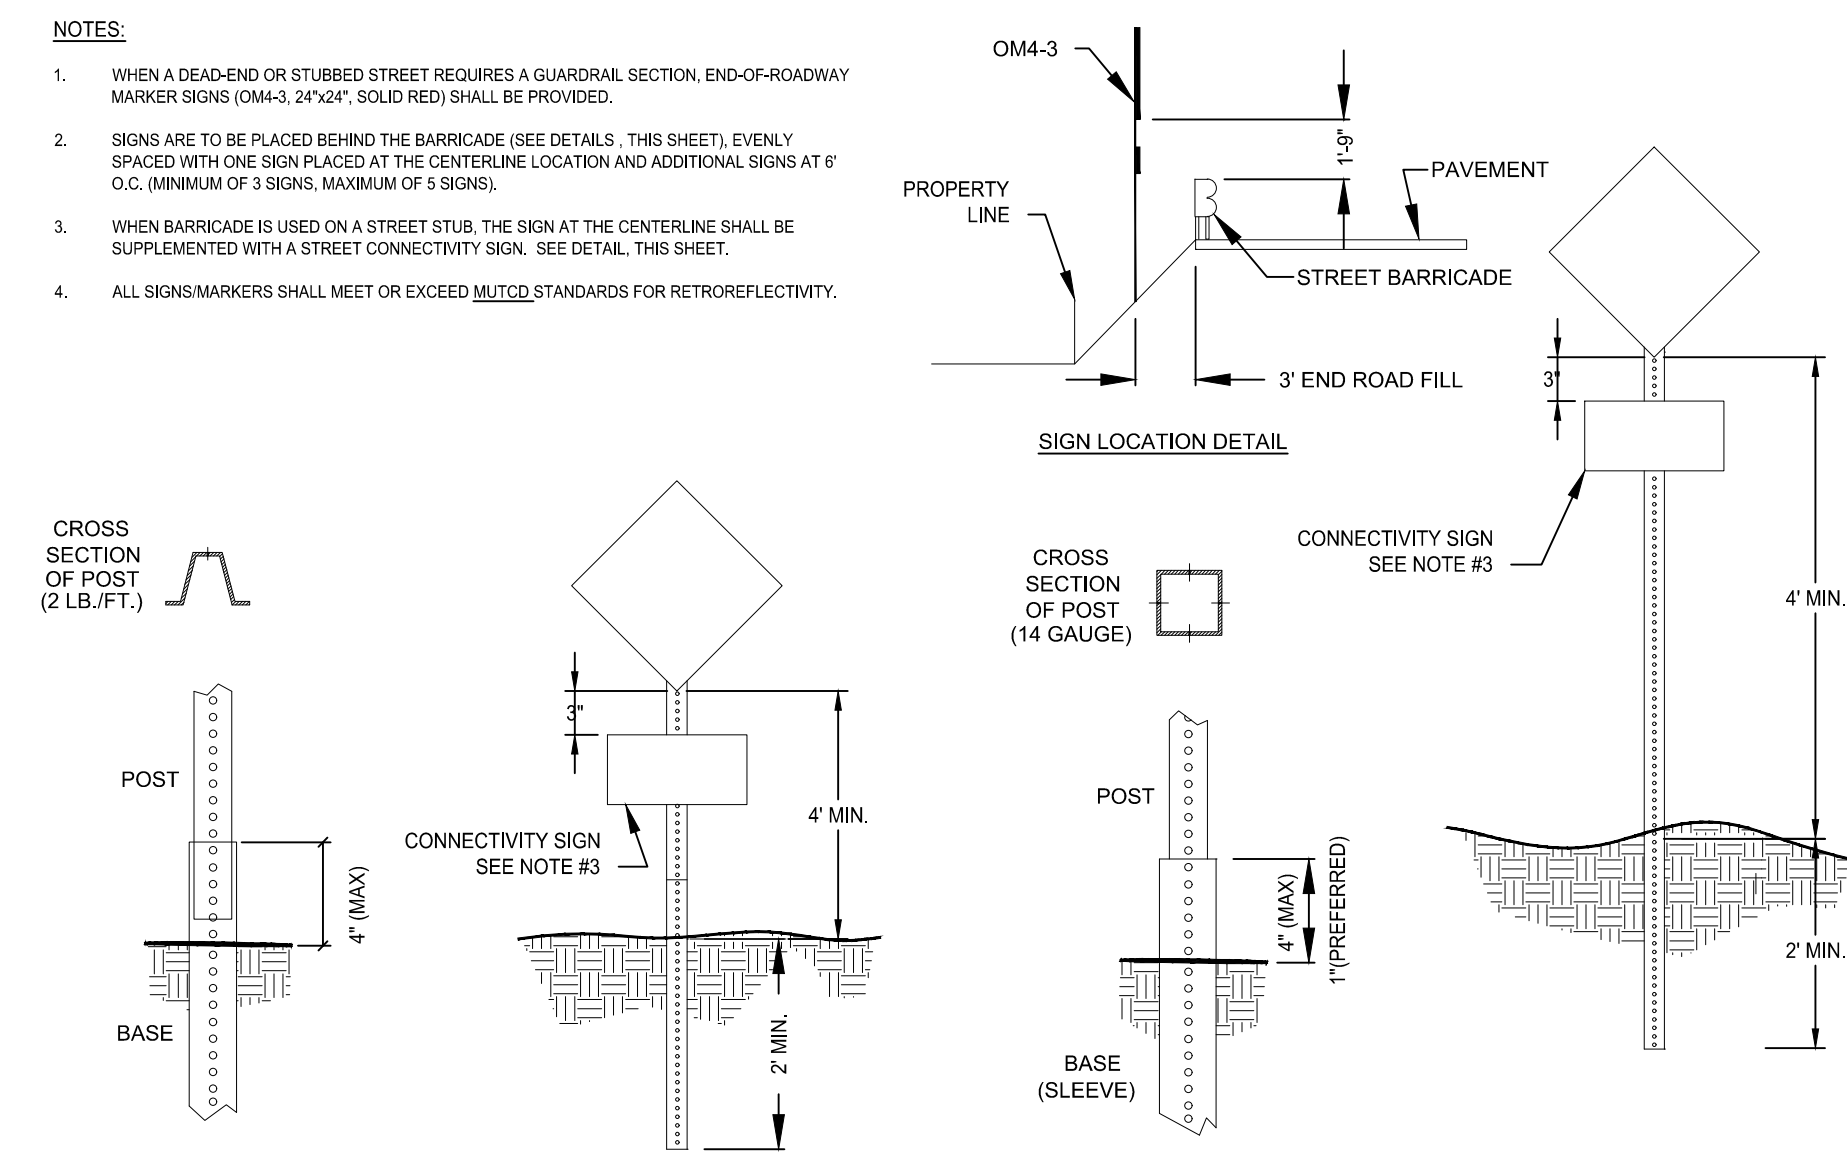 NOTES:
1. WHEN A DEAD-END OR STUBBED STREET REQUIRES A GUARDRAIL SECTION, END-OF-ROADWAY
MARKER SIGNS (OM4-3, 24"x24", SOLID RED) SHALL BE PROVIDED.
2. SIGNS ARE TO BE PLACED BEHIND THE BARRICADE (SEE DETAILS , THIS SHEET), EVENLY
SPACED WITH ONE SIGN PLACED AT THE CENTERLINE LOCATION AND ADDITIONAL SIGNS AT 6'
O.C. (MINIMUM OF 3 SIGNS, MAXIMUM OF 5 SIGNS).
3. WHEN BARRICADE IS USED ON A STREET STUB, THE SIGN AT THE CENTERLINE SHALL BE
SUPPLEMENTED WITH A STREET CONNECTIVITY SIGN. SEE DETAIL, THIS SHEET.
4. ALL SIGNS/MARKERS SHALL MEET OR EXCEED MUTCD STANDARDS FOR RETROREFLECTIVITY.
OM4-3
1'-9"
PROPERTY
LINE
PAVEMENT
STREET BARRICADE
3' END ROAD FILL
SIGN LOCATION DETAIL
CROSS
SECTION
OF POST
(2 LB./FT.)
POST
BASE
4" (MAX)
3"
CONNECTIVITY SIGN
SEE NOTE #3
4' MIN.
2' MIN.
CROSS
SECTION
OF POST
(14 GAUGE)
POST
BASE
(SLEEVE)
4" (MAX)
1"(PREFERRED)
3"
CONNECTIVITY SIGN
SEE NOTE #3
4' MIN.
2' MIN.